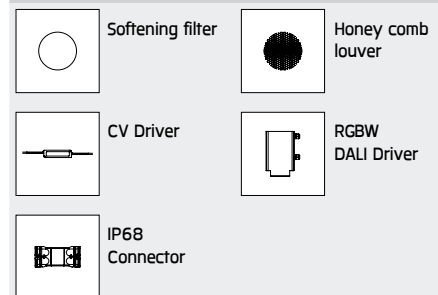 Softening filter
Honey comb
louver
CV Driver
RGBW
DALI Driver
IP68
Connector